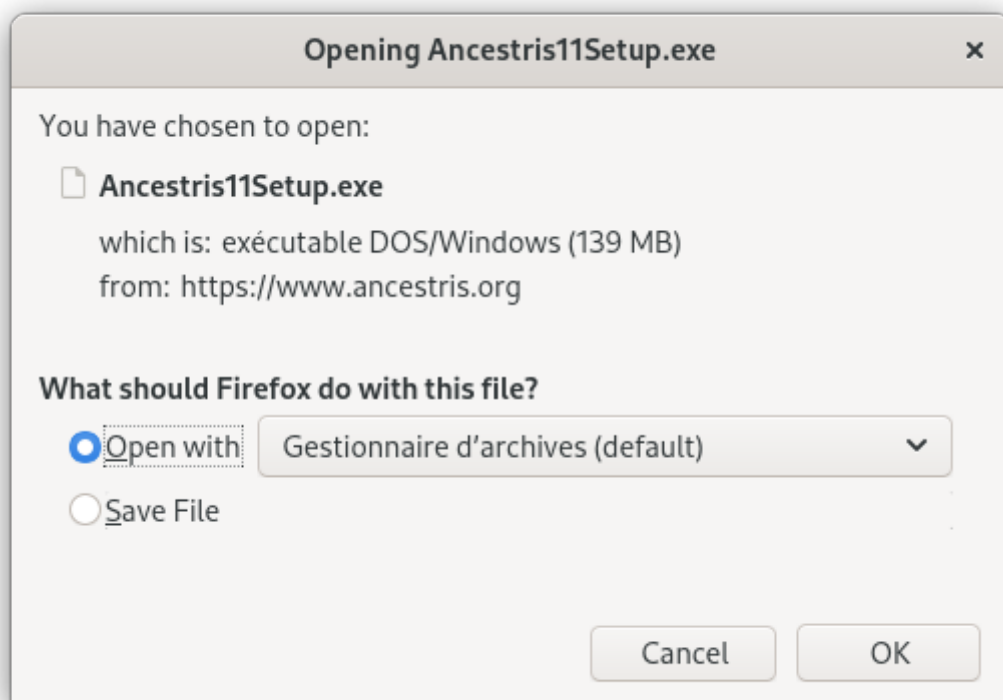 Opening Ancestris11Setup.exe
You have chosen to open:
Ancestris11Setup.exe
which is: exécutable DOS/Windows (139 MB)
from: https://www.ancestris.org
What should Firefox do with this file?
Open with Gestionnaire d'archives (default)
Save File
Cancel OK